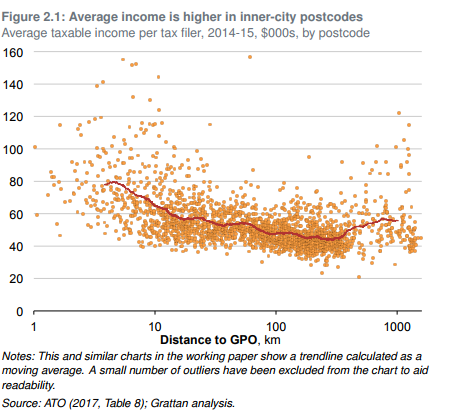 Figure 2.1: Average income is higher in inner-city postcodes
Average taxable income per tax filer, 2014-15, $000s, by postcode
160
140
120
100
80
60
40
20
0
1
10
100
1000
Distance to GPO, km
Notes: This and similar charts in the working paper show a trendline calculated as a
moving average. A small number of outliers have been excluded from the chart to aid
readability.
Source: ATO (2017, Table 8); Grattan analysis.